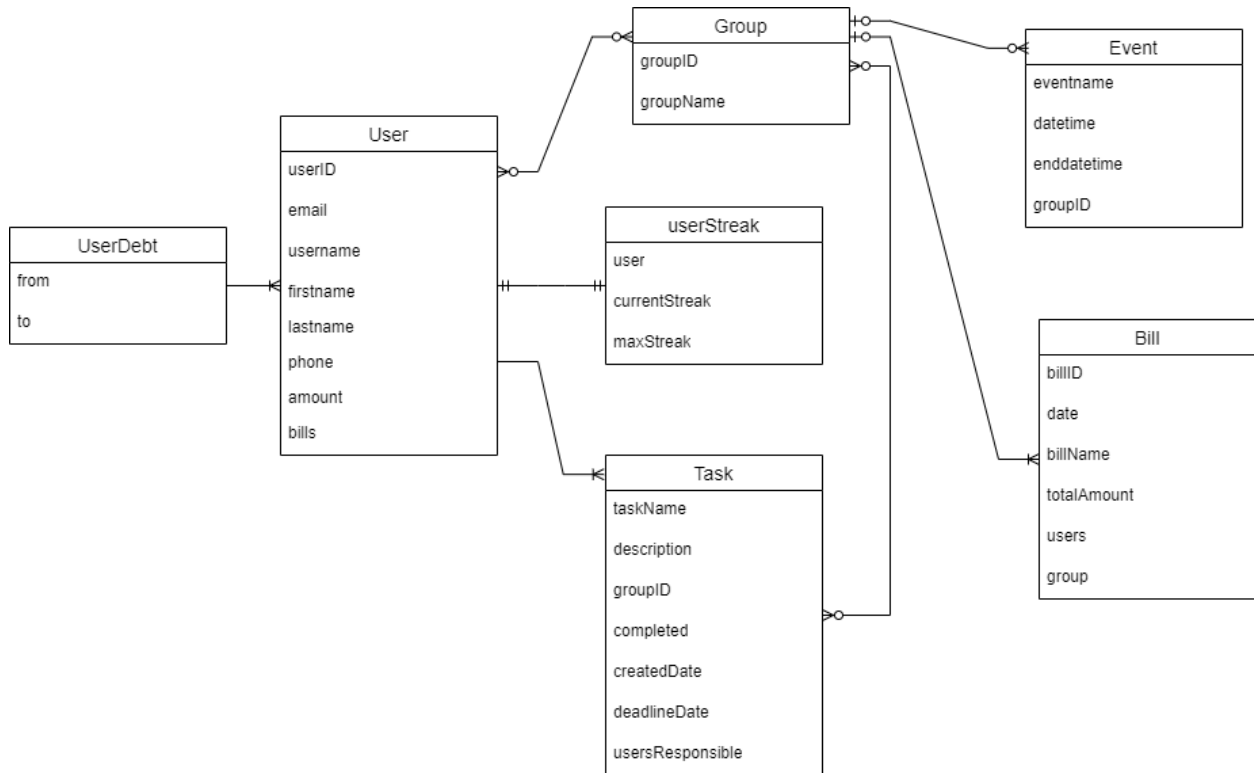 Group
groupID
groupName
Event
eventname
datetime
enddatetime
groupID
User
userID
email
username
firstname
lastname
phone
amount
bills
UserDebt
from
to
userStreak
user
currentStreak
maxStreak
Bill
billID
date
billName
totalAmount
users
group
Task
taskName
description
groupID
completed
createdDate
deadlineDate
usersResponsible